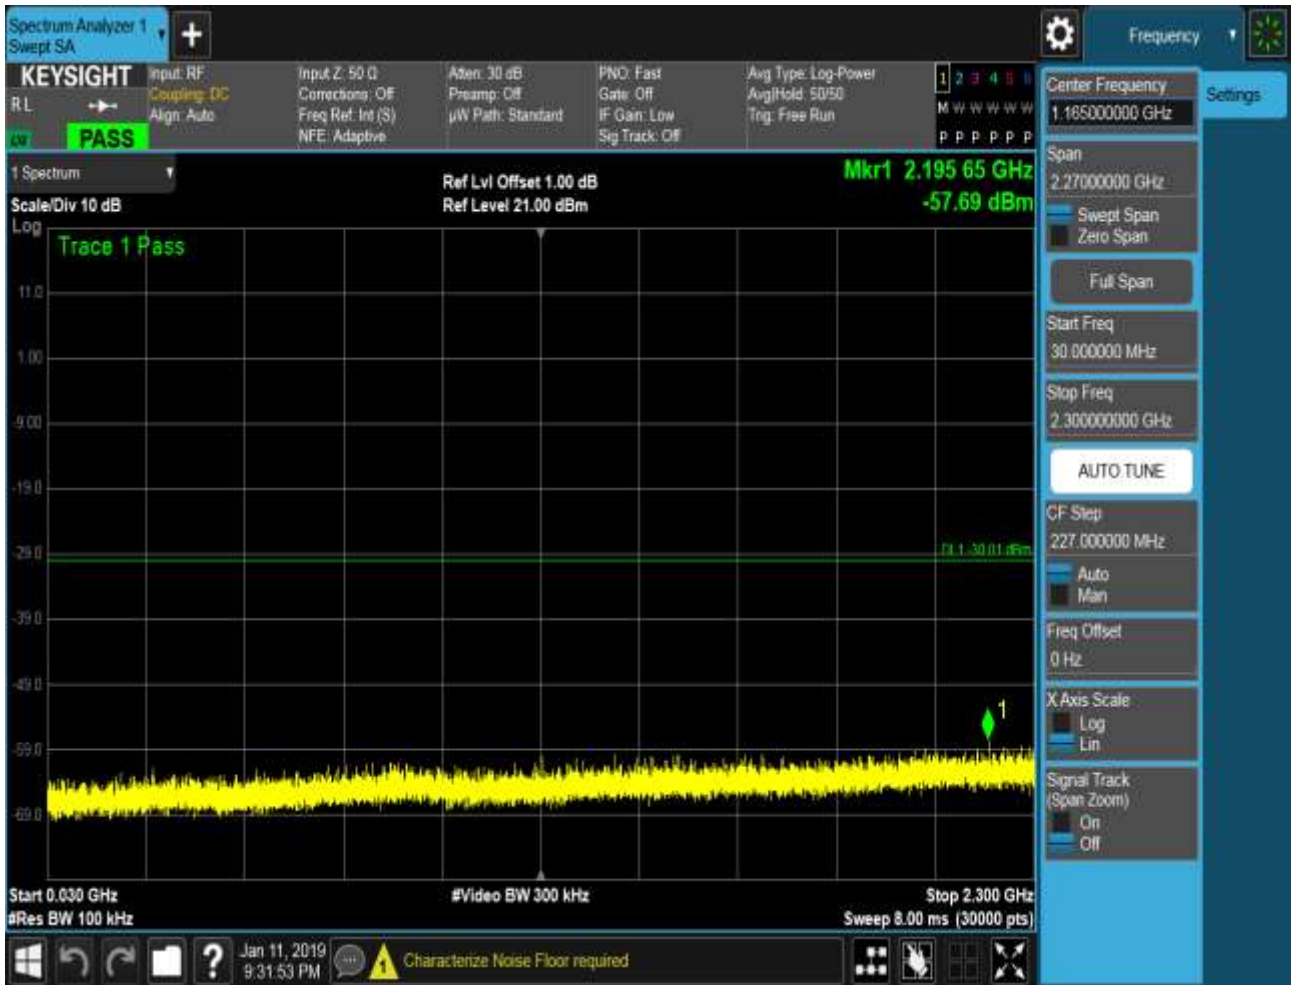 Spectrum Analyzer 1
Swept SA
+
Frequency
KEYSIGHT
RL
PASS
Input: RF
Coupling: DC
Align: Auto
Input Z: 50 Ω
Corrections: Off
Freq Ref: Int (S)
NFE: Adaptive
Atten: 30 dB
Preamp: Off
µW Path: Standard
PNO: Fast
Gate: Off
IF Gain: Low
Sig Track: Off
Avg Type: Log-Power
Avg|Hold: 50/50
Trig: Free Run
1 2 3 4 5 6
M W W W W W
P P P P P P
1 Spectrum
Scale/Div 10 dB
Ref Lvl Offset 1.00 dB
Ref Level 21.00 dBm
Mkr1 2.195 65 GHz
-57.69 dBm
Log
Trace 1 Pass
11.0
1.00
-9.00
-19.0
-29.0
DL1 -30.01 dBm
-39.0
-49.0
1
-59.0
-69.0
Start 0.030 GHz
#Video BW 300 kHz
Stop 2.300 GHz
#Res BW 100 kHz
Sweep 8.00 ms (30000 pts)
?
Jan 11, 2019
9:31:53 PM
1
Characterize Noise Floor required
Center Frequency
1.165000000 GHz
Settings
Span
2.27000000 GHz
Swept Span
Zero Span
Full Span
Start Freq
30.000000 MHz
Stop Freq
2.300000000 GHz
AUTO TUNE
CF Step
227.000000 MHz
Auto
Man
Freq Offset
0 Hz
X Axis Scale
Log
Lin
Signal Track
(Span Zoom)
On
Off